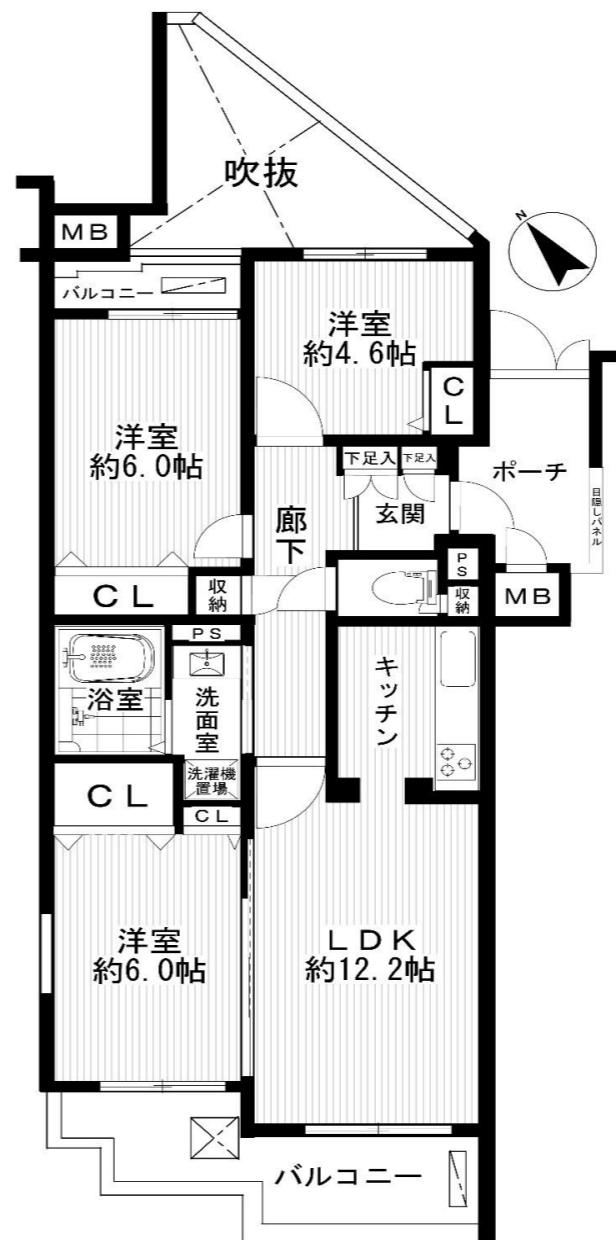 吹抜
MB
N
バルコニー
洋室
約4.6帖
CL
洋室
約6.0帖
下足入
下足入
ポーチ
玄関
目隠しパネル
廊下
PS
CL
収納
収納
MB
PS
キッチン
浴室
洗面室
洗濯機
置場
CL
CL
洋室
約6.0帖
LDK
約12.2帖
バルコニー